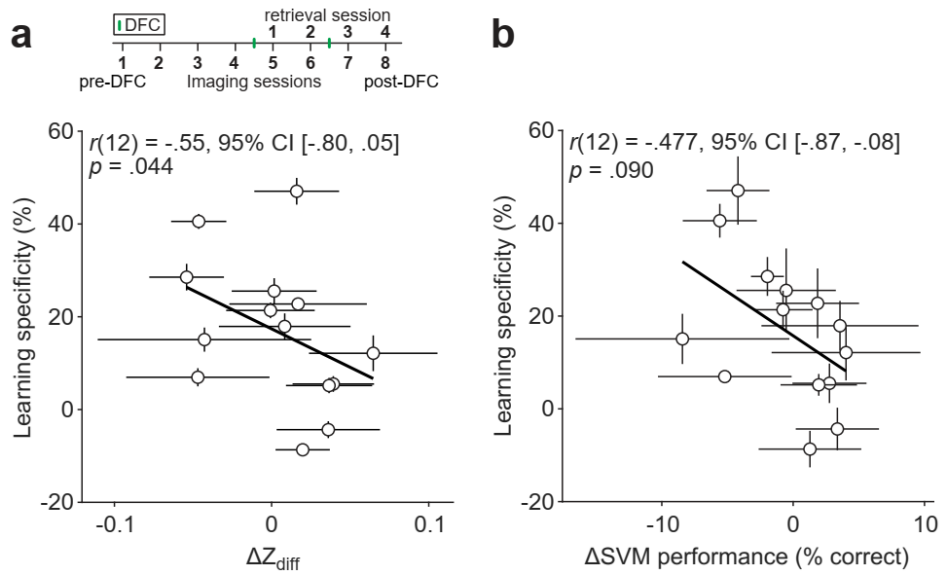 a
DFC
retrieval session
1 2 3 4
1 2 3 4 5 6 7 8
pre-DFC Imaging sessions post-DFC
r(12) = -.55, 95% CI [-.80, .05]
p = .044
Learning specificity (%)
60
40
20
0
-20
-0.1 0 0.1
ΔZdiff
b
r(12) = -.477, 95% CI [-.87, -.08]
p = .090
Learning specificity (%)
60
40
20
0
-20
-10 0 10
ΔSVM performance (% correct)